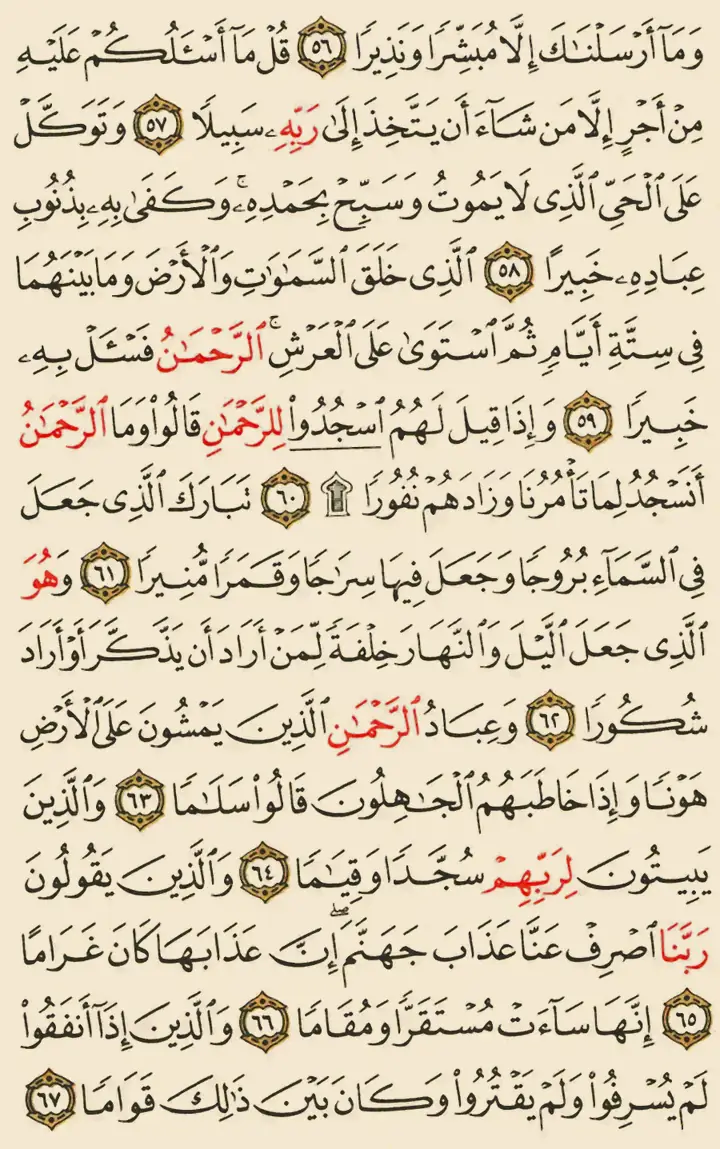 وَمَآ أَرْسَلْنَٰكَ إِلَّا مُبَشِّرًا وَنَذِيرًا ٥٦ قُلْ مَآ أَسْـَٔلُكُمْ عَلَيْهِ
مِنْ أَجْرٍ إِلَّا مَن شَآءَ أَن يَتَّخِذَ إِلَىٰ رَبِّهِۦ سَبِيلًا ٥٧ وَتَوَكَّلْ
عَلَى ٱلْحَىِّ ٱلَّذِى لَا يَمُوتُ وَسَبِّحْ بِحَمْدِهِۦ ۚ وَكَفَىٰ بِهِۦ بِذُنُوبِ
عِبَادِهِۦ خَبِيرًا ٥٨ ٱلَّذِى خَلَقَ ٱلسَّمَٰوَٰتِ وَٱلْأَرْضَ وَمَا بَيْنَهُمَا
فِى سِتَّةِ أَيَّامٍ ثُمَّ ٱسْتَوَىٰ عَلَى ٱلْعَرْشِ ۚ ٱلرَّحْمَٰنُ فَسْـَٔلْ بِهِۦ
خَبِيرًا ٥٩ وَإِذَا قِيلَ لَهُمُ ٱسْجُدُوا۟ لِلرَّحْمَٰنِ قَالُوا۟ وَمَا ٱلرَّحْمَٰنُ
أَنَسْجُدُ لِمَا تَأْمُرُنَا وَزَادَهُمْ نُفُورًا ۩ ٦٠ تَبَارَكَ ٱلَّذِى جَعَلَ
فِى ٱلسَّمَآءِ بُرُوجًا وَجَعَلَ فِيهَا سِرَٰجًا وَقَمَرًا مُّنِيرًا ٦١ وَهُوَ
ٱلَّذِى جَعَلَ ٱلَّيْلَ وَٱلنَّهَارَ خِلْفَةً لِّمَنْ أَرَادَ أَن يَذَّكَّرَ أَوْ أَرَادَ
شُكُورًا ٦٢ وَعِبَادُ ٱلرَّحْمَٰنِ ٱلَّذِينَ يَمْشُونَ عَلَى ٱلْأَرْضِ
هَوْنًا وَإِذَا خَاطَبَهُمُ ٱلْجَٰهِلُونَ قَالُوا۟ سَلَٰمًا ٦٣ وَٱلَّذِينَ
يَبِيتُونَ لِرَبِّهِمْ سُجَّدًا وَقِيَٰمًا ٦٤ وَٱلَّذِينَ يَقُولُونَ
رَبَّنَا ٱصْرِفْ عَنَّا عَذَابَ جَهَنَّمَ ۖ إِنَّ عَذَابَهَا كَانَ غَرَامًا
٦٥ إِنَّهَا سَآءَتْ مُسْتَقَرًّا وَمُقَامًا ٦٦ وَٱلَّذِينَ إِذَآ أَنفَقُوا۟
لَمْ يُسْرِفُوا۟ وَلَمْ يَقْتُرُوا۟ وَكَانَ بَيْنَ ذَٰلِكَ قَوَامًا ٦٧